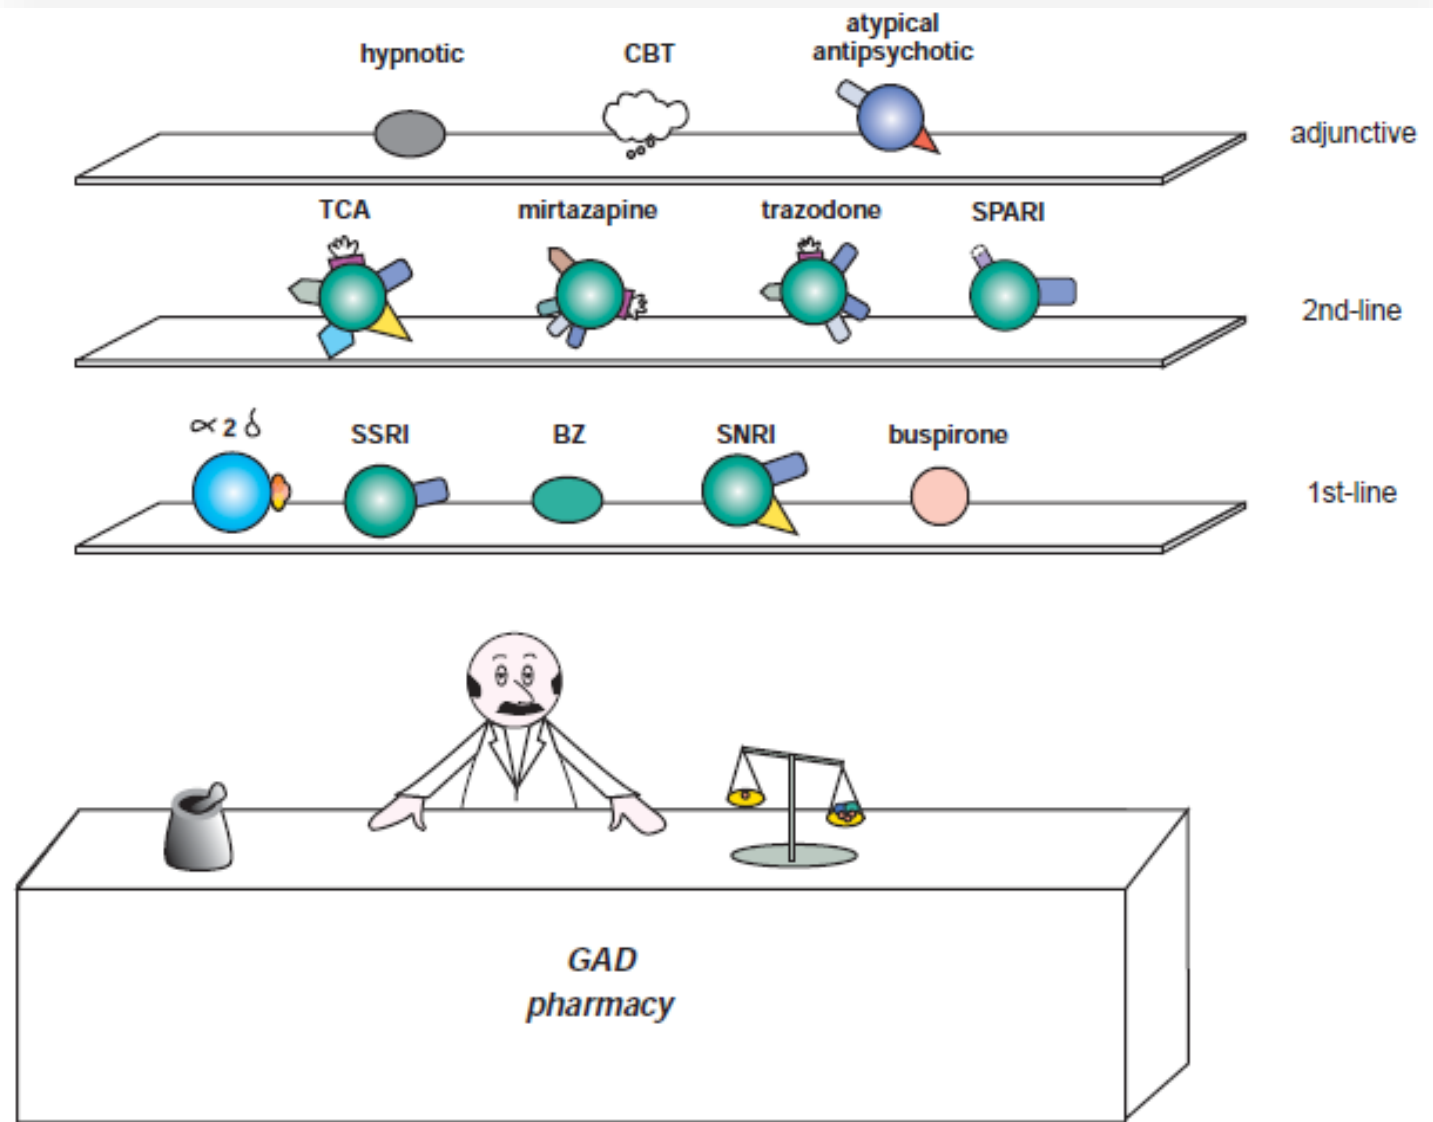 hypnotic
CBT
atypical
antipsychotic
adjunctive
TCA
mirtazapine
trazodone
SPARI
2nd-line
∝ 2 δ
SSRI
BZ
SNRI
buspirone
1st-line
GAD
pharmacy